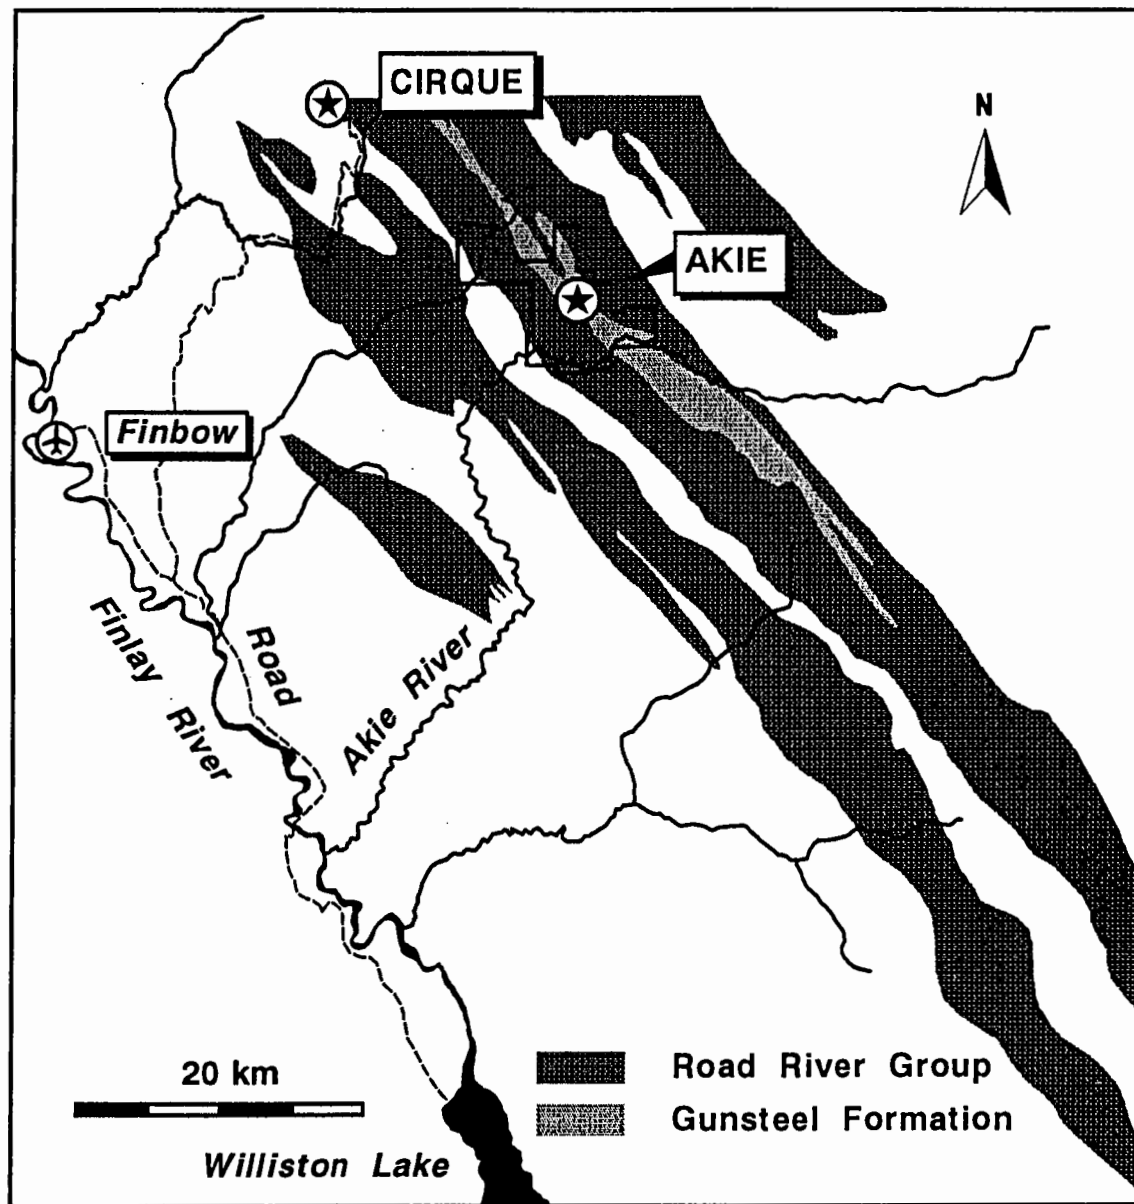 CIRQUE
N
AKIE
Finbow
Finlay River
Road
Akie River
20 km
Road River Group
Gunsteel Formation
Williston Lake